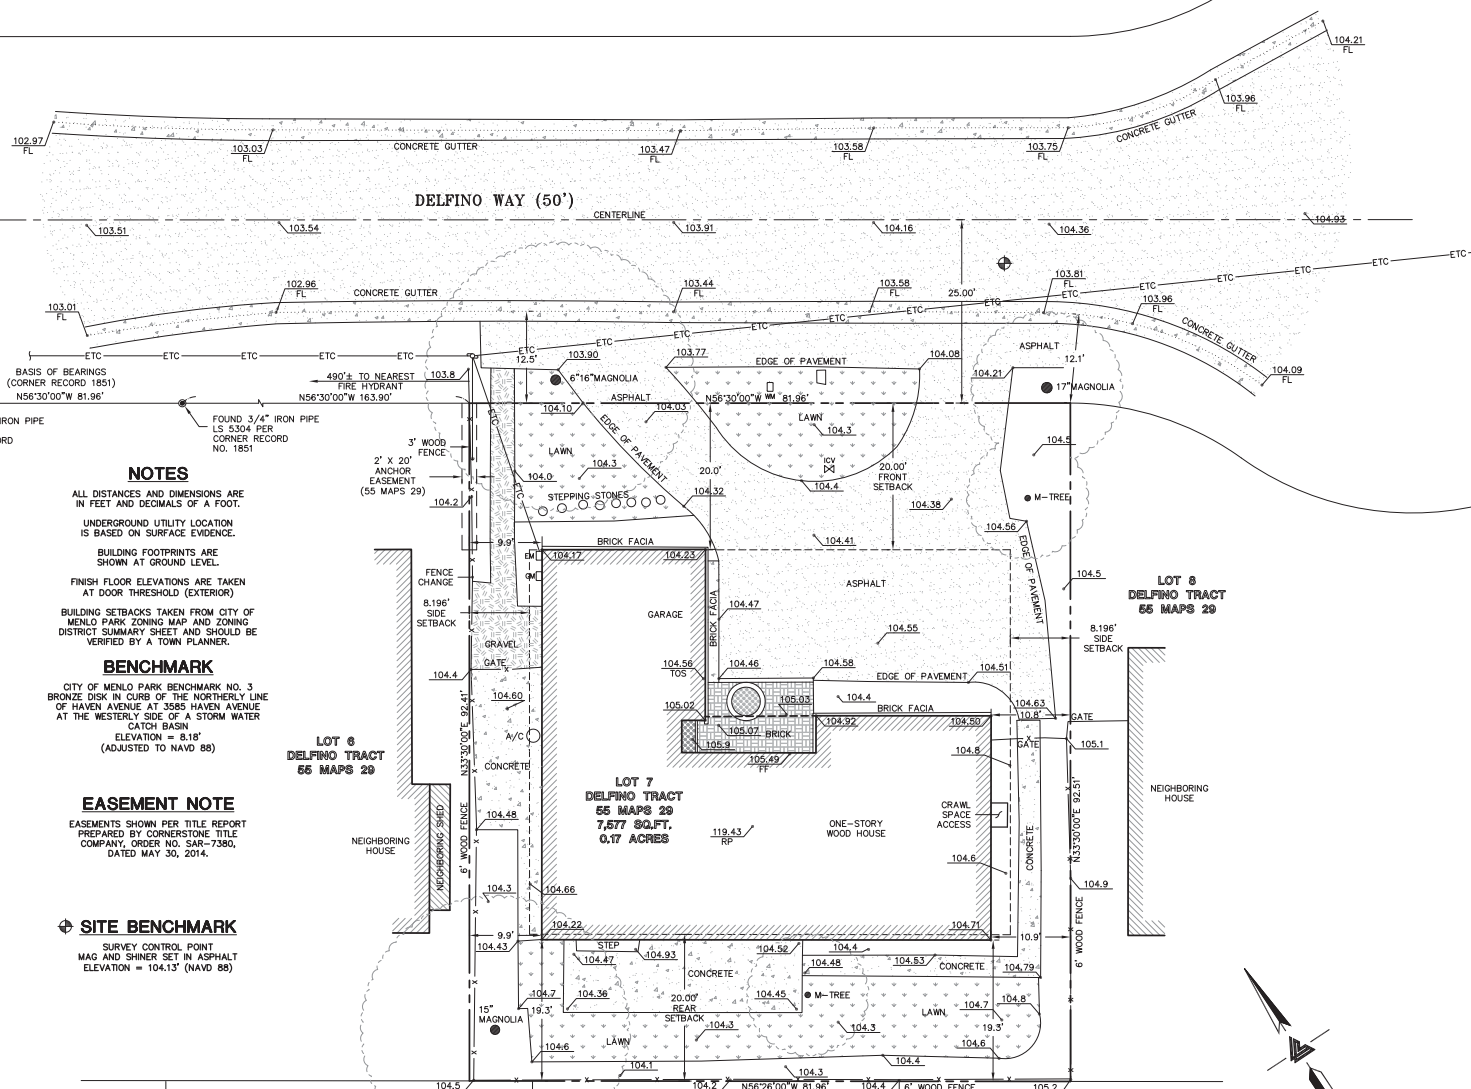 104.21
FL
103.96
FL
CONCRETE GUTTER
102.97
FL
103.03
FL
CONCRETE GUTTER
103.47
FL
103.58
FL
103.75
FL
DELFINO WAY (50')
CENTERLINE
103.51
103.54
103.91
104.16
104.36
104.93
ETC
ETC
ETC
ETC
ETC
103.01
FL
102.96
FL
CONCRETE GUTTER
103.44
FL
103.58
FL
25.00'
103.81
FL
ETC
ETC
103.96
FL
CONCRETE GUTTER
104.09
FL
ETC
ETC
ETC
ETC
ETC
ETC
ETC
ETC
ETC
ETC
12.5'
103.90
103.77
EDGE OF PAVEMENT
104.08
ASPHALT
12.1'
BASIS OF BEARINGS
(CORNER RECORD 1851)
N56°30'00"W 81.96'
490'± TO NEAREST
FIRE HYDRANT
N56°30'00"W 163.90'
103.8
6"16"MAGNOLIA
104.21
17"MAGNOLIA
IRON PIPE
ORD
FOUND 3/4" IRON PIPE
LS 5304 PER
CORNER RECORD
NO. 1851
104.10
ASPHALT
104.03
N56°30'00"W 81.96'
WM
LAWN
104.3
104.5
3' WOOD
FENCE
2' X 20'
ANCHOR
EASEMENT
(55 MAPS 29)
ETC
ETC
LAWN
EDGE OF PAVEMENT
104.3
104.0
STEPPING STONES
104.32
104.2
20.0'
ICV
104.4
20.00'
FRONT
SETBACK
104.38
M-TREE
104.56
NOTES
ALL DISTANCES AND DIMENSIONS ARE
IN FEET AND DECIMALS OF A FOOT.
UNDERGROUND UTILITY LOCATION
IS BASED ON SURFACE EVIDENCE.
BUILDING FOOTPRINTS ARE
SHOWN AT GROUND LEVEL.
FINISH FLOOR ELEVATIONS ARE TAKEN
AT DOOR THRESHOLD (EXTERIOR)
BUILDING SETBACKS TAKEN FROM CITY OF
MENLO PARK ZONING MAP AND ZONING
DISTRICT SUMMARY SHEET AND SHOULD BE
VERIFIED BY A TOWN PLANNER.
9.9'
BRICK FACIA
104.41
EM
104.17
104.23
GM
FENCE
CHANGE
8.196'
SIDE
SETBACK
ASPHALT
EDGE OF PAVEMENT
104.5
LOT 8
DELFINO TRACT
55 MAPS 29
GARAGE
BRICK FACIA
104.47
104.55
8.196'
SIDE
SETBACK
GRAVEL
GATE
104.4
104.56
TOS
104.46
104.58
104.51
EDGE OF PAVEMENT
BENCHMARK
CITY OF MENLO PARK BENCHMARK NO. 3
BRONZE DISK IN CURB OF THE NORTHERLY LINE
OF HAVEN AVENUE AT 3585 HAVEN AVENUE
AT THE WESTERLY SIDE OF A STORM WATER
CATCH BASIN
ELEVATION = 8.18'
(ADJUSTED TO NAVD 88)
104.60
105.02
105.03
104.4
BRICK FACIA
104.63
10.8'
GATE
104.92
104.50
105.07
BRICK
105.9
105.49
FF
GATE
105.1
104.8
A/C
N33°30'00"E 92.41'
CONCRETE
LOT 6
DELFINO TRACT
55 MAPS 29
LOT 7
DELFINO TRACT
55 MAPS 29
7,577 SQ.FT.
0.17 ACRES
119.43
RP
ONE-STORY
WOOD HOUSE
CRAWL
SPACE
ACCESS
N33°30'00"E 92.51'
NEIGHBORING
HOUSE
EASEMENT NOTE
EASEMENTS SHOWN PER TITLE REPORT
PREPARED BY CORNERSTONE TITLE
COMPANY, ORDER NO. SAR-7380,
DATED MAY 30, 2014.
NEIGHBORING
HOUSE
NEIGHBORING SHED
6' WOOD FENCE
104.48
CONCRETE
104.6
104.3
104.66
104.9
SITE BENCHMARK
SURVEY CONTROL POINT
MAG AND SHINER SET IN ASPHALT
ELEVATION = 104.13' (NAVD 88)
104.22
104.71
9.9'
104.43
10.9'
6' WOOD FENCE
STEP
104.47
104.93
104.52
104.4
104.48
104.53
CONCRETE
CONCRETE
104.79
104.7
104.36
20.00'
REAR
SETBACK
104.45
M-TREE
104.7
104.8
15"
MAGNOLIA
19.3'
LAWN
104.3
104.3
LAWN
19.3'
104.6
104.6
104.4
104.1
104.3
104.5
104.2
N56°26'00"W 81.96'
104.4
6' WOOD FENCE
105.2